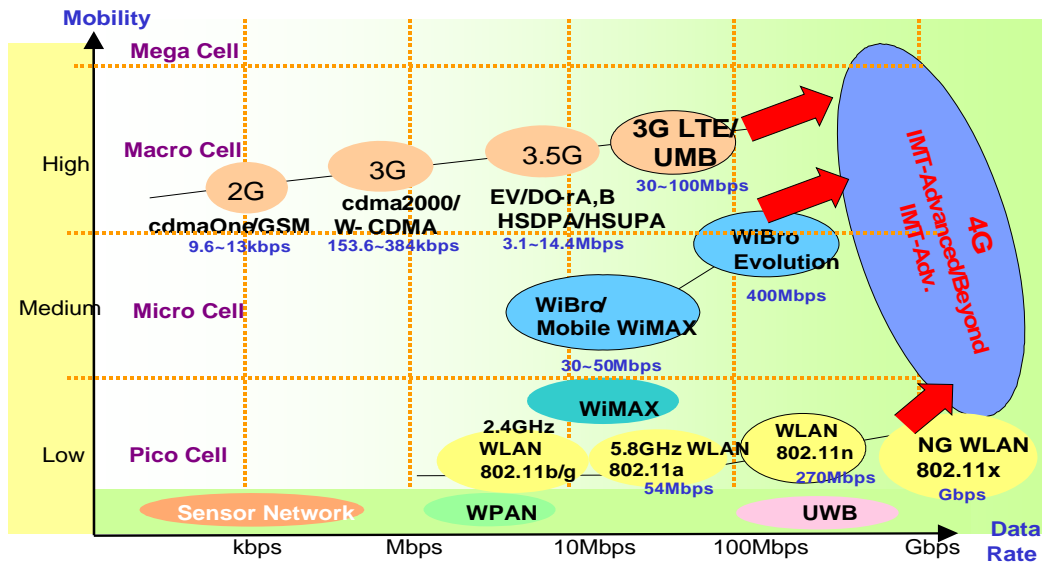 Mobility
Mega Cell
High
Macro Cell
2G
cdmaOne/GSM
9.6~13kbps
3G
cdma2000/
W- CDMA
153.6~384kbps
3.5G
EV/DO-rA,B
HSDPA/HSUPA
3.1~14.4Mbps
3G LTE/
UMB
30~100Mbps
4G
IMT-Advanced/Beyond
IMT-Adv.
Medium
Micro Cell
WiBro/
Mobile WiMAX
30~50Mbps
WiBro
Evolution
400Mbps
WiMAX
Low
Pico Cell
2.4GHz
WLAN
802.11b/g
5.8GHz WLAN
802.11a
54Mbps
WLAN
802.11n
270Mbps
NG WLAN
802.11x
Gbps
Sensor Network
WPAN
UWB
kbps
Mbps
10Mbps
100Mbps
Gbps
Data
Rate